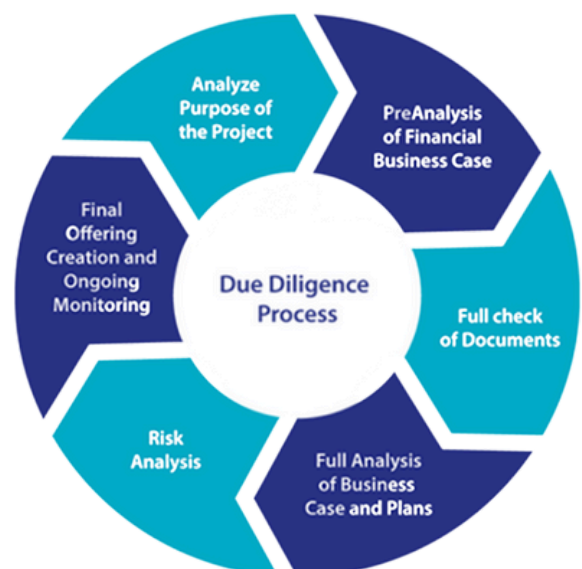 Analyze
Purpose of
the Project
PreAnalysis
of Financial
Business Case
Full check
of Documents
Full Analysis
of Business
Case and Plans
Risk
Analysis
Final
Offering
Creation and
Ongoing
Monitoring
Due Diligence
Process